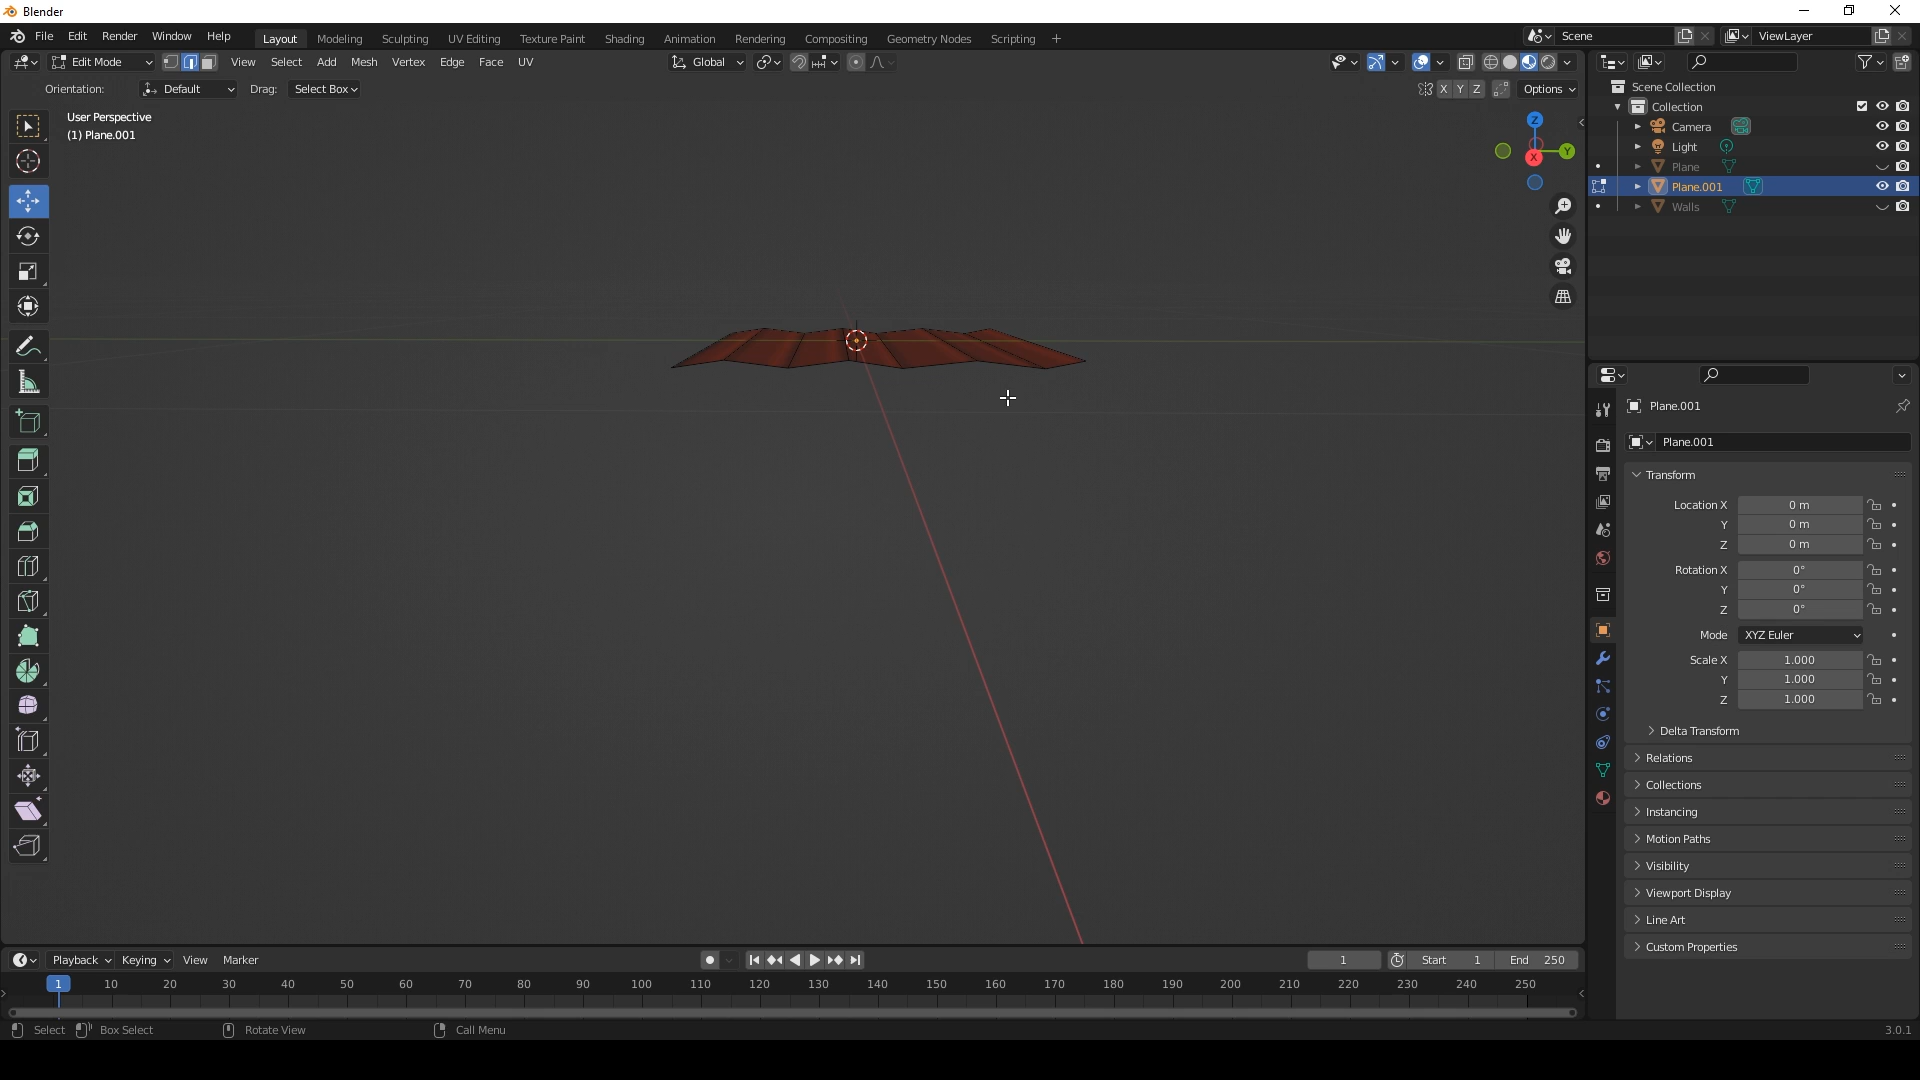 Blender
File Edit Render Window Help Layout Modeling Sculpting UV Editing Texture Paint Shading Animation Rendering Compositing Geometry Nodes Scripting + Scene ViewLayer
Edit Mode View Select Add Mesh Vertex Edge Face UV Global
Orientation: Default Drag: Select Box X Y Z Options
User Perspective
(1) Plane.001
Z
Y
X
Scene Collection
Collection
Camera
Light
Plane
Plane.001
Walls
Plane.001
Plane.001
Transform
Location X 0 m
Y 0 m
Z 0 m
Rotation X 0°
Y 0°
Z 0°
Mode XYZ Euler
Scale X 1.000
Y 1.000
Z 1.000
Delta Transform
Relations
Collections
Instancing
Motion Paths
Visibility
Viewport Display
Line Art
Custom Properties
Playback Keying View Marker 1 Start 1 End 250
1 10 20 30 40 50 60 70 80 90 100 110 120 130 140 150 160 170 180 190 200 210 220 230 240 250
Select Box Select Rotate View Call Menu 3.0.1